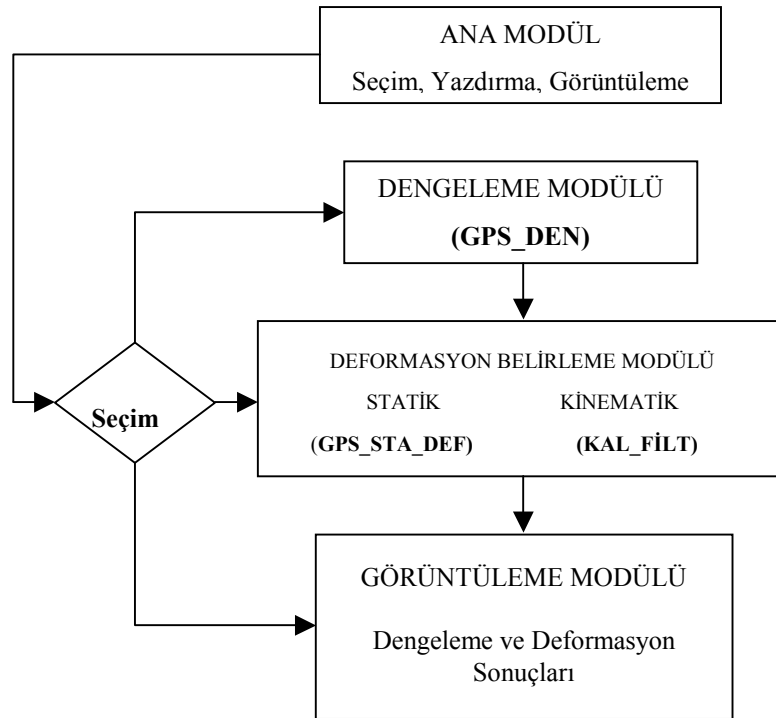 ANA MODÜL
Seçim, Yazdırma, Görüntüleme
DENGELEME MODÜLÜ
(GPS_DEN)
DEFORMASYON BELİRLEME MODÜLÜ
STATİK KİNEMATİK
(GPS_STA_DEF) (KAL_FİLT)
Seçim
GÖRÜNTÜLEME MODÜLÜ
Dengeleme ve Deformasyon
Sonuçları